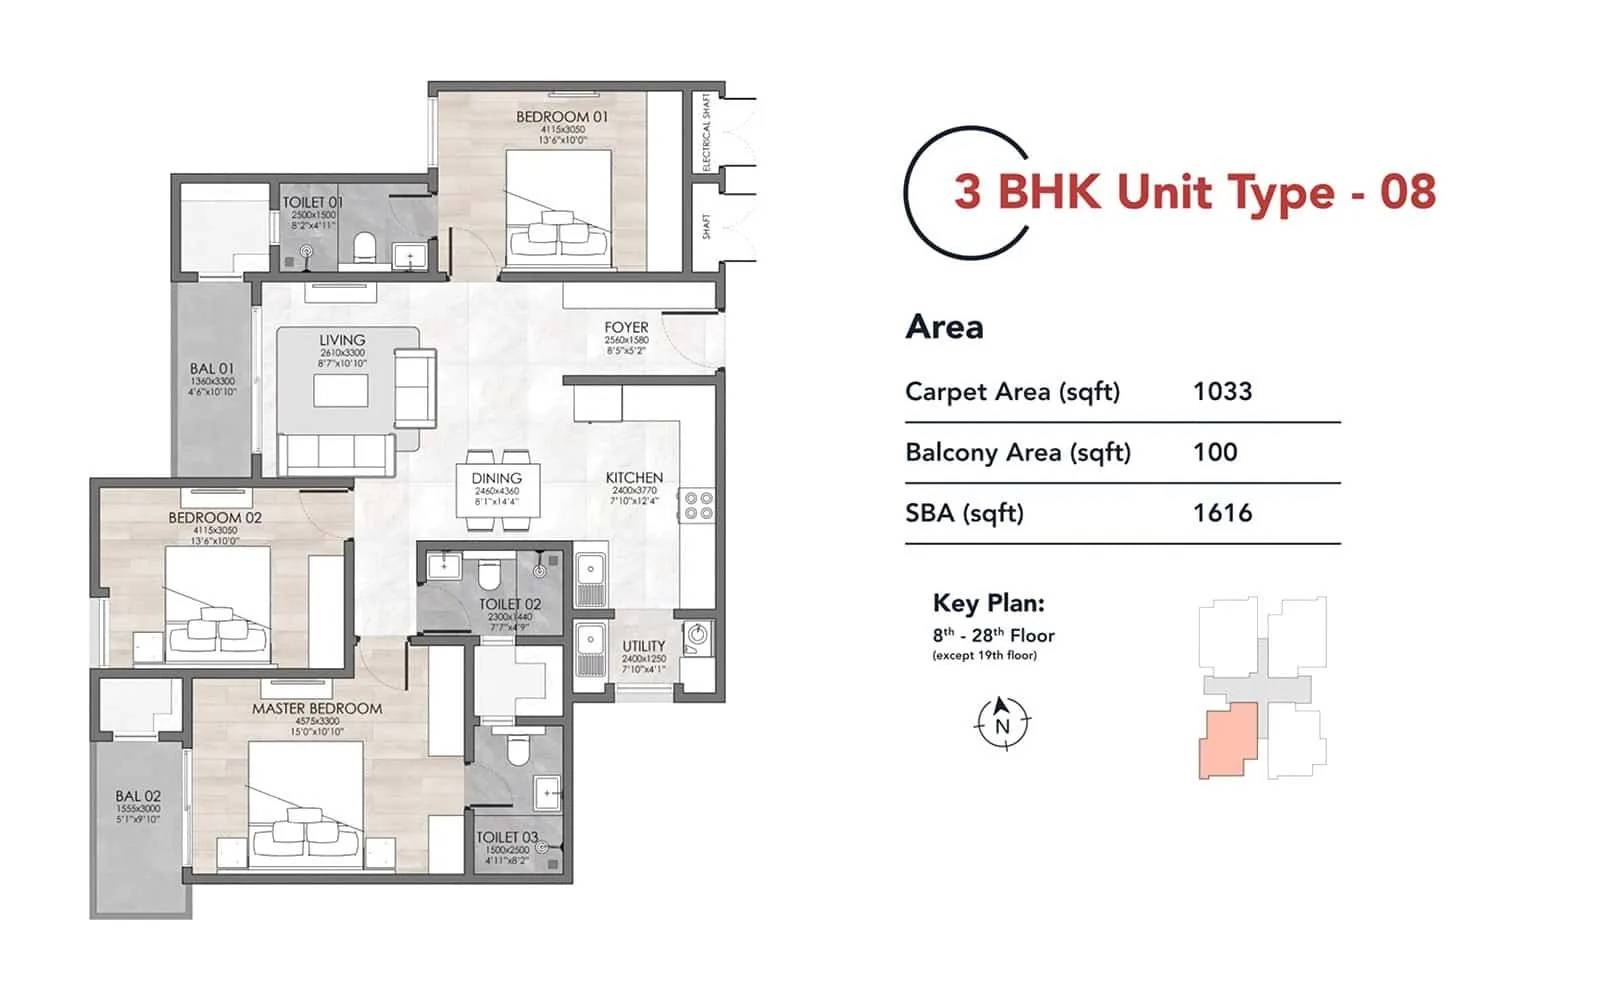 BEDROOM 01
4115x3050
13'6"x10'0"
ELECTRICAL SHAFT
SHAFT
TOILET 01
2500x1500
8'2"x4'11"
LIVING
2610x3300
8'7"x10'10"
FOYER
2560x1580
8'5"x5'2"
BAL 01
1360x3300
4'6"x10'10"
DINING
2460x4360
8'1"x14'4"
KITCHEN
2400x3770
7'10"x12'4"
BEDROOM 02
4115x3050
13'6"x10'0"
TOILET 02
2300x1440
7'7"x4'9"
UTILITY
2400x1250
7'10"x4'1"
MASTER BEDROOM
4575x3300
15'0"x10'10"
BAL 02
1555x3000
5'1"x9'10"
TOILET 03
1500x2500
4'11"x8'2"
3 BHK Unit Type - 08
Area
Carpet Area (sqft) 1033
Balcony Area (sqft) 100
SBA (sqft) 1616
Key Plan:
8th - 28th Floor
(except 19th floor)
N